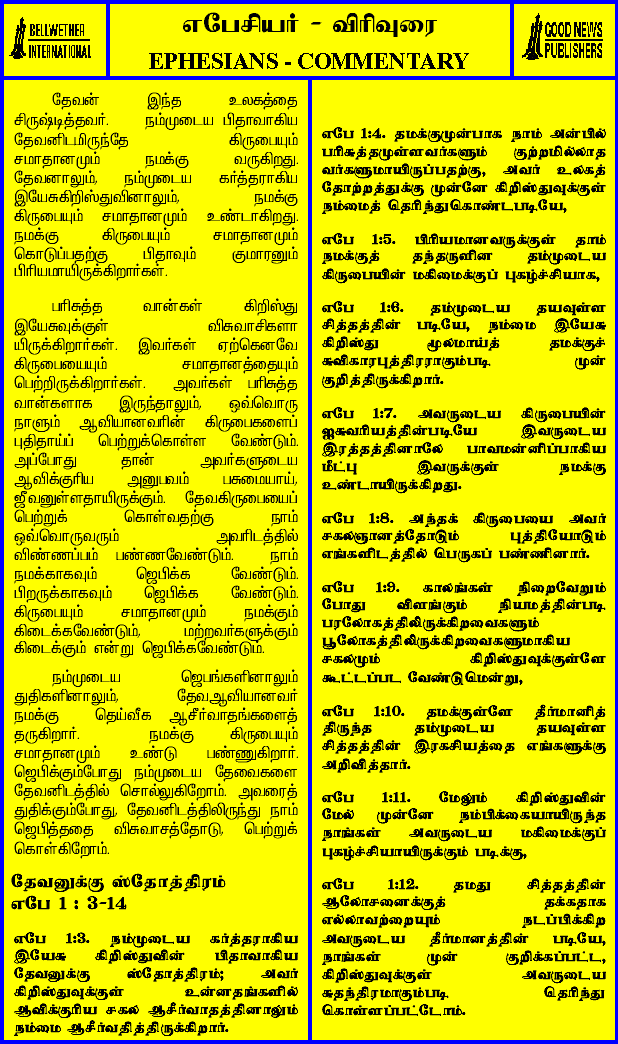 BELLWETHER
INTERNATIONAL
எபேசியர் - விரிவுரை
EPHESIANS - COMMENTARY
GOOD NEWS
PUBLISHERS
தேவன் இந்த உலகத்தை
சிருஷ்டித்தவர். நம்முடைய பிதாவாகிய
தேவனிடமிருந்தே கிருபையும்
சமாதானமும் நமக்கு வருகிறது.
தேவனாலும், நம்முடைய கர்த்தராகிய
இயேசுகிறிஸ்துவினாலும், நமக்கு
கிருபையும் சமாதானமும் உண்டாகிறது.
நமக்கு கிருபையும் சமாதானமும்
கொடுப்பதற்கு பிதாவும் குமாரனும்
பிரியமாயிருக்கிறார்கள்.
பரிசுத்த வான்கள் கிறிஸ்து
இயேசுவுக்குள் விசுவாசிகளா
யிருக்கிறார்கள். இவர்கள் ஏற்கெனவே
கிருபையையும் சமாதானத்தையும்
பெற்றிருக்கிறார்கள். அவர்கள் பரிசுத்த
வான்களாக இருந்தாலும், ஒவ்வொரு
நாளும் ஆவியானவரின் கிருபைகளைப்
புதிதாய்ப் பெற்றுக்கொள்ள வேண்டும்.
அப்போது தான் அவர்களுடைய
ஆவிக்குரிய அனுபவம் பசுமையாய்,
ஜீவனுள்ளதாயிருக்கும். தேவகிருபையைப்
பெற்றுக் கொள்வதற்கு நாம்
ஒவ்வொருவரும் அவரிடத்தில்
விண்ணப்பம் பண்ணவேண்டும். நாம்
நமக்காகவும் ஜெபிக்க வேண்டும்.
பிறருக்காகவும் ஜெபிக்க வேண்டும்.
கிருபையும் சமாதானமும் நமக்கும்
கிடைக்கவேண்டும், மற்றவர்களுக்கும்
கிடைக்கும் என்று ஜெபிக்கவேண்டும்.
நம்முடைய ஜெபங்களினாலும்
துதிகளினாலும், தேவஆவியானவர்
நமக்கு தெய்வீக ஆசீர்வாதங்களைத்
தருகிறார். நமக்கு கிருபையும்
சமாதானமும் உண்டு பண்ணுகிறார்.
ஜெபிக்கும்போது நம்முடைய தேவைகளை
தேவனிடத்தில் சொல்லுகிறோம். அவரைத்
துதிக்கும்போது, தேவனிடத்திலிருந்து நாம்
ஜெபித்ததை விசுவாசத்தோடு, பெற்றுக்
கொள்கிறோம்.
தேவனுக்கு ஸ்தோத்திரம்
எபே 1 : 3-14
எபே 1:3. நம்முடைய கர்த்தராகிய
இயேசு கிறிஸ்துவின் பிதாவாகிய
தேவனுக்கு ஸ்தோத்திரம்; அவர்
கிறிஸ்துவுக்குள் உன்னதங்களில்
ஆவிக்குரிய சகல ஆசீர்வாதத்தினாலும்
நம்மை ஆசீர்வதித்திருக்கிறார்.
எபே 1:4. தமக்குமுன்பாக நாம் அன்பில்
பரிசுத்தமுள்ளவர்களும் குற்றமில்லாத
வர்களுமாயிருப்பதற்கு, அவர் உலகத்
தோற்றத்துக்கு முன்னே கிறிஸ்துவுக்குள்
நம்மைத் தெரிந்துகொண்டபடியே,
எபே 1:5. பிரியமானவருக்குள் தாம்
நமக்குத் தந்தருளின தம்முடைய
கிருபையின் மகிமைக்குப் புகழ்ச்சியாக,
எபே 1:6. தம்முடைய தயவுள்ள
சித்தத்தின் படியே, நம்மை இயேசு
கிறிஸ்து மூலமாய்த் தமக்குச்
சுவிகாரபுத்திரராகும்படி முன்
குறித்திருக்கிறார்.
எபே 1:7. அவருடைய கிருபையின்
ஐசுவரியத்தின்படியே இவருடைய
இரத்தத்தினாலே பாவமன்னிப்பாகிய
மீட்பு இவருக்குள் நமக்கு
உண்டாயிருக்கிறது.
எபே 1:8. அந்தக் கிருபையை அவர்
சகலஞானத்தோடும் புத்தியோடும்
எங்களிடத்தில் பெருகப் பண்ணினார்.
எபே 1:9. காலங்கள் நிறைவேறும்
போது விளங்கும் நியமத்தின்படி
பரலோகத்திலிருக்கிறவைகளும்
பூலோகத்திலிருக்கிறவைகளுமாகிய
சகலமும் கிறிஸ்துவுக்குள்ளே
கூட்டப்பட வேண்டுமென்று,
எபே 1:10. தமக்குள்ளே தீர்மானித்
திருந்த தம்முடைய தயவுள்ள
சித்தத்தின் இரகசியத்தை எங்களுக்கு
அறிவித்தார்.
எபே 1:11. மேலும் கிறிஸ்துவின்
மேல் முன்னே நம்பிக்கையாயிருந்த
நாங்கள் அவருடைய மகிமைக்குப்
புகழ்ச்சியாயிருக்கும் படிக்கு,
எபே 1:12. தமது சித்தத்தின்
ஆலோசனைக்குத் தக்கதாக
எல்லாவற்றையும் நடப்பிக்கிற
அவருடைய தீர்மானத்தின் படியே,
நாங்கள் முன் குறிக்கப்பட்ட,
கிறிஸ்துவுக்குள் அவருடைய
சுதந்திரமாகும்படி தெரிந்து
கொள்ளப்பட்டோம்.